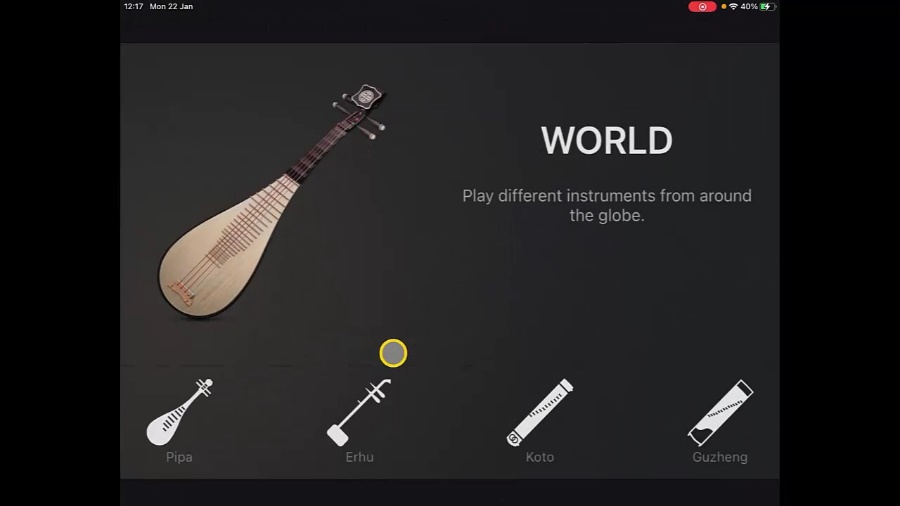 12:17 Mon 22 Jan
40%
WORLD
Play different instruments from around
the globe.
Pipa
Erhu
Koto
Guzheng